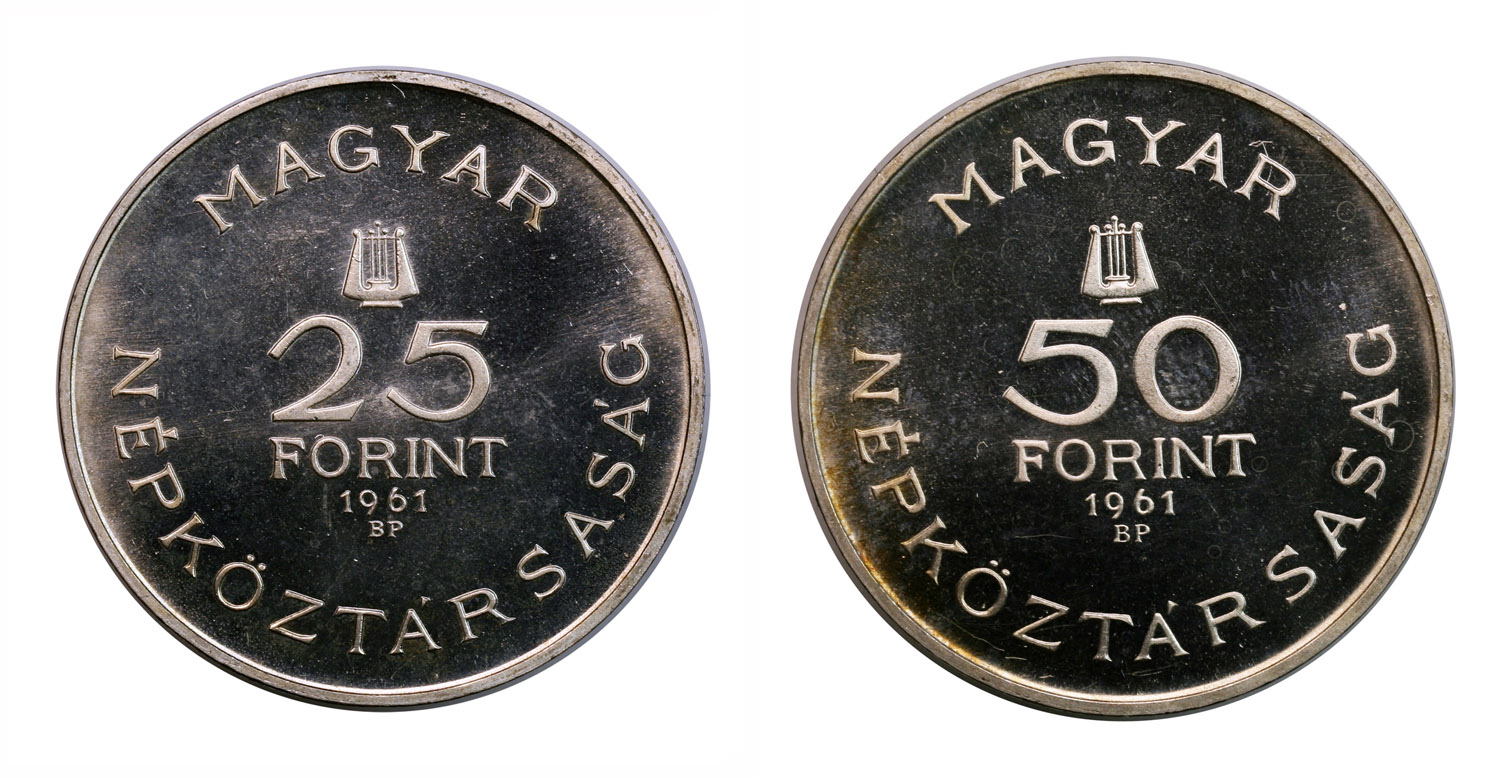 MAGYAR
25
FORINT
1961
BP
NÉPKÖZTÁRSASÁG
MAGYAR
50
FORINT
1961
BP
NÉPKÖZTÁRSASÁG